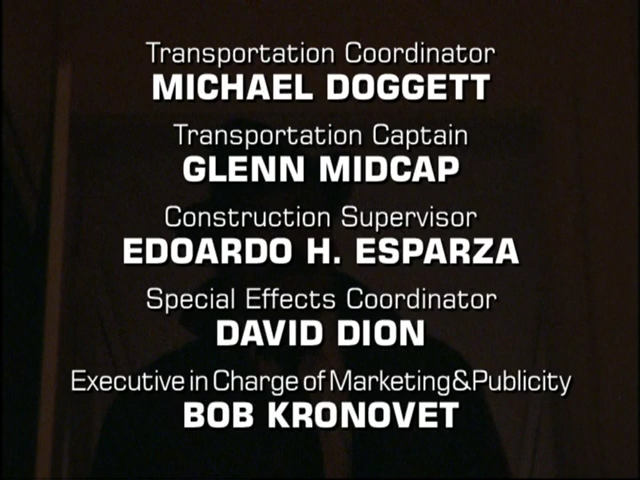 Transportation Coordinator
MICHAEL DOGGETT
Transportation Captain
GLENN MIDCAP
Construction Supervisor
EDOARDO H. ESPARZA
Special Effects Coordinator
DAVID DION
Executive in Charge of Marketing & Publicity
BOB KRONOVET